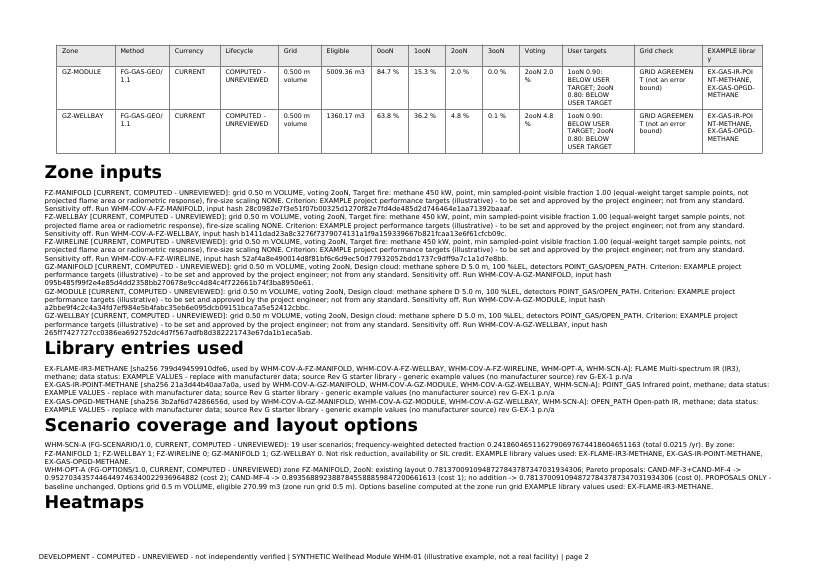 Zone Method Currency Lifecycle Grid Eligible 0ooN 1ooN 2ooN 3ooN Voting User targets Grid check EXAMPLE librar
y
GZ-MODULE FG-GAS-GEO/ CURRENT COMPUTED - 0.500 m 5009.36 m3 84.7 % 15.3 % 2.0 % 0.0 % 2ooN 2.0 1ooN 0.90: GRID AGREEMEN EX-GAS-IR-POI
1.1 UNREVIEWED volume % BELOW USER T (not an error NT-METHANE,
TARGET; 2ooN bound) EX-GAS-OPGD-
0.80: BELOW METHANE
USER TARGET
GZ-WELLBAY FG-GAS-GEO/ CURRENT COMPUTED - 0.500 m 1360.17 m3 63.8 % 36.2 % 4.8 % 0.1 % 2ooN 4.8 1ooN 0.90: GRID AGREEMEN EX-GAS-IR-POI
1.1 UNREVIEWED volume % BELOW USER T (not an error NT-METHANE,
TARGET; 2ooN bound) EX-GAS-OPGD-
0.80: BELOW METHANE
USER TARGET
Zone inputs
FZ-MANIFOLD [CURRENT, COMPUTED - UNREVIEWED]: grid 0.50 m VOLUME, voting 2ooN, Target fire: methane 450 kW, point, min sampled-point visible fraction 1.00 (equal-weight target sample points, not
projected flame area or radiometric response), fire-size scaling NONE. Criterion: EXAMPLE project performance targets (illustrative) - to be set and approved by the project engineer; not from any standard.
Sensitivity off. Run WHM-COV-A-FZ-MANIFOLD, input hash 28c0982e7f3e51f07b00325d1270f82e7fd4de485d2d746464e1aa71392baaaf.
FZ-WELLBAY [CURRENT, COMPUTED - UNREVIEWED]: grid 0.50 m VOLUME, voting 2ooN, Target fire: methane 450 kW, point, min sampled-point visible fraction 1.00 (equal-weight target sample points, not
projected flame area or radiometric response), fire-size scaling NONE. Criterion: EXAMPLE project performance targets (illustrative) - to be set and approved by the project engineer; not from any standard.
Sensitivity off. Run WHM-COV-A-FZ-WELLBAY, input hash b1411dad23a8c3276f7379074131a1f9a1593396 67b821fcaa13e6f61cfcb09c.
FZ-WIRELINE [CURRENT, COMPUTED - UNREVIEWED]: grid 0.50 m VOLUME, voting 2ooN, Target fire: methane 450 kW, point, min sampled-point visible fraction 1.00 (equal-weight target sample points, not
projected flame area or radiometric response), fire-size scaling NONE. Criterion: EXAMPLE project performance targets (illustrative) - to be set and approved by the project engineer; not from any standard.
Sensitivity off. Run WHM-COV-A-FZ-WIRELINE, input hash 52af4a8e490014d8f81bf6c6d9ec50d77932052bdd1737c9dff9a7c1a1d7e8bb.
GZ-MANIFOLD [CURRENT, COMPUTED - UNREVIEWED]: grid 0.50 m VOLUME, voting 2ooN, Design cloud: methane sphere D 5.0 m, 100 %LEL, detectors POINT_GAS/OPEN_PATH. Criterion: EXAMPLE project
performance targets (illustrative) - to be set and approved by the project engineer; not from any standard. Sensitivity off. Run WHM-COV-A-GZ-MANIFOLD, input hash
095b485f99f2e4e85d4dd235Bbb270678e9cc4d84c4f722661b74f3ba8950e61.
GZ-MODULE [CURRENT, COMPUTED - UNREVIEWED]: grid 0.50 m VOLUME, voting 2ooN, Design cloud: methane sphere D 5.0 m, 100 %LEL, detectors POINT_GAS/OPEN_PATH. Criterion: EXAMPLE project
performance targets (illustrative) - to be set and approved by the project engineer; not from any standard. Sensitivity off. Run WHM-COV-A-GZ-MODULE, input hash
a2bbe9f4c2c4a34fd7ef984e5b4fabc35eb6e095dcb09151bca7a5e52412cbbc.
GZ-WELLBAY [CURRENT, COMPUTED - UNREVIEWED]: grid 0.50 m VOLUME, voting 2ooN, Design cloud: methane sphere D 5.0 m, 100 %LEL, detectors POINT_GAS/OPEN_PATH. Criterion: EXAMPLE project
performance targets (illustrative) - to be set and approved by the project engineer; not from any standard. Sensitivity off. Run WHM-COV-A-GZ-WELLBAY, input hash
265ff7427727cc0386ea692752dc4d7f567adfb8d382221743e67da1b1eca5ab.
Library entries used
EX-FLAME-IR3-METHANE [sha256 799d49459910dfe6, used by WHM-COV-A-FZ-MANIFOLD, WHM-COV-A-FZ-WELLBAY, WHM-COV-A-FZ-WIRELINE, WHM-OPT-A, WHM-SCN-A]: FLAME Multi-spectrum IR (IR3),
methane; data status: EXAMPLE VALUES - replace with manufacturer data; source Rev G starter library - generic example values (no manufacturer source) rev G-EX-1 p.n/a
EX-GAS-IR-POINT-METHANE [sha256 21a3d44b40aa7a0a, used by WHM-COV-A-GZ-MANIFOLD, WHM-COV-A-GZ-MODULE, WHM-COV-A-GZ-WELLBAY, WHM-SCN-A]: POINT_GAS Infrared point, methane; data status:
EXAMPLE VALUES - replace with manufacturer data; source Rev G starter library - generic example values (no manufacturer source) rev G-EX-1 p.n/a
EX-GAS-OPGD-METHANE [sha256 3b2af6d74286656d, used by WHM-COV-A-GZ-MANIFOLD, WHM-COV-A-GZ-MODULE, WHM-COV-A-GZ-WELLBAY, WHM-SCN-A]: OPEN_PATH Open-path IR, methane; data status:
EXAMPLE VALUES - replace with manufacturer data; source Rev G starter library - generic example values (no manufacturer source) rev G-EX-1 p.n/a
Scenario coverage and layout options
WHM-SCN-A (FG-SCENARIO/1.0, CURRENT, COMPUTED - UNREVIEWED): 19 user scenarios; frequency-weighted detected fraction 0.24186046511627906976744186046511​63 (total 0.0215 /yr). By zone:
FZ-MANIFOLD 1; FZ-WELLBAY 1; FZ-WIRELINE 0; GZ-MANIFOLD 1; GZ-WELLBAY 0. Not risk reduction, availability or SIL credit. EXAMPLE library values used: EX-FLAME-IR3-METHANE, EX-GAS-IR-POINT-METHANE,
EX-GAS-OPGD-METHANE.
WHM-OPT-A (FG-OPTIONS/1.0, CURRENT, COMPUTED - UNREVIEWED) zone FZ-MANIFOLD, 2ooN: existing layout 0.7813700910948727843787347031934306; Pareto proposals: CAND-MF-3+CAND-MF-4 ->
0.9527034357446449746340022936964882 (cost 2); CAND-MF-4 -> 0.8935688923887845588859847200661613 (cost 1); no addition -> 0.7813700910948727843787347031934306 (cost 0). PROPOSALS ONLY -
baseline unchanged. Options grid 0.5 m VOLUME, eligible 270.99 m3 (zone run grid 0.5 m). Options baseline computed at the zone run grid EXAMPLE library values used: EX-FLAME-IR3-METHANE.
Heatmaps
DEVELOPMENT - COMPUTED - UNREVIEWED - not independently verified | SYNTHETIC Wellhead Module WHM-01 (illustrative example, not a real facility) | page 2